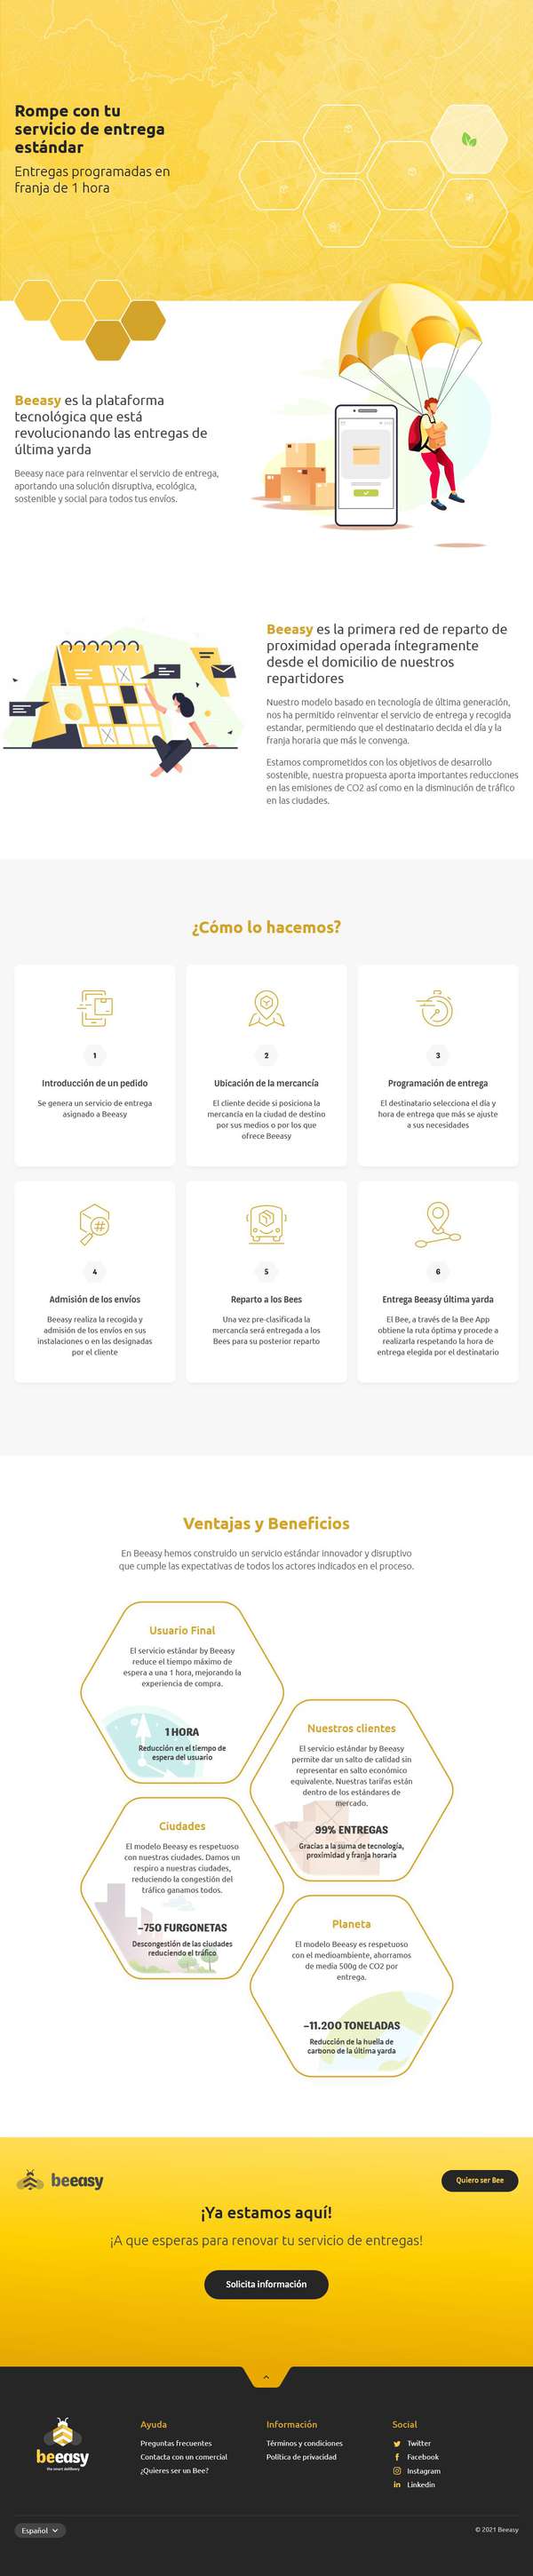 Rompe con tu
servicio de entrega
estándar
Entregas programadas en
franja de 1 hora
Beeasy es la plataforma
tecnológica que está
revolucionando las entregas de
última yarda
Beeasy nace para reinventar el servicio de entrega,
aportando una solución disruptiva, ecológica,
sostenible y social para todos tus envíos.
Beeasy es la primera red de reparto de
proximidad operada íntegramente
desde el domicilio de nuestros
repartidores
Nuestro modelo basado en tecnología de última generación,
nos ha permitido reinventar el servicio de entrega y recogida
estandar, permitiendo que el destinatario decida el día y la
franja horaria que más le convenga.
Estamos comprometidos con los objetivos de desarrollo
sostenible, nuestra propuesta aporta importantes reducciones
en las emisiones de CO2 así como en la disminución de tráfico
en las ciudades.
¿Cómo lo hacemos?
1
Introducción de un pedido
Se genera un servicio de entrega
asignado a Beeasy
2
Ubicación de la mercancía
El cliente decide si posiciona la
mercancía en la ciudad de destino
por sus medios o por los que
ofrece Beeasy
3
Programación de entrega
El destinatario selecciona el día y
hora de entrega que más se ajuste
a sus necesidades
#
4
Admisión de los envíos
Beeasy realiza la recogida y
admisión de los envíos en sus
instalaciones o en las designadas
por el cliente
5
Reparto a los Bees
Una vez pre-clasificada la
mercancía será entregada a los
Bees para su posterior reparto
6
Entrega Beeasy última yarda
El Bee, a través de la Bee App
obtiene la ruta óptima y procede a
realizarla respetando la hora de
entrega elegida por el destinatario
Ventajas y Beneficios
En Beeasy hemos construido un servicio estándar innovador y disruptivo
que cumple las expectativas de todos los actores indicados en el proceso.
Usuario Final
El servicio estándar by Beeasy
reduce el tiempo máximo de
espera a una 1 hora, mejorando la
experiencia de compra.
1 HORA
Reducción en el tiempo de
espera del usuario
Nuestros clientes
El servicio estándar by Beeasy
permite dar un salto de calidad sin
representar en salto económico
equivalente. Nuestras tarifas están
dentro de los estándares de
mercado.
99% ENTREGAS
Gracias a la suma de tecnología,
proximidad y franja horaria
Ciudades
El modelo Beeasy es respetuoso
con nuestras ciudades. Damos un
respiro a nuestras ciudades,
reduciendo la congestión del
tráfico ganamos todos.
-750 FURGONETAS
Descongestión de las ciudades
reduciendo el tráfico
Planeta
El modelo Beeasy es respetuoso
con el medioambiente, ahorramos
de media 500g de CO2 por
entrega.
-11.200 TONELADAS
Reducción de la huella de
carbono de la última yarda
beeasy
Quiero ser Bee
¡Ya estamos aquí!
¡A que esperas para renovar tu servicio de entregas!
Solicita información
beeasy
the smart delibeery
Ayuda
Preguntas frecuentes
Contacta con un comercial
¿Quieres ser un Bee?
Información
Términos y condiciones
Política de privacidad
Social
Twitter
Facebook
Instagram
Linkedin
Español
© 2021 Beeasy